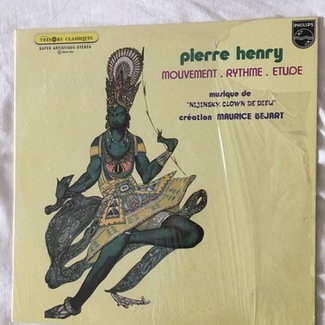 TRÉSORS CLASSIQUES
SUPER ARTISTIQUE STEREO
PHILIPS
pierre henry
MOUVEMENT . RYTHME . ETUDE
musique de
"NIJINSKY, CLOWN DE DIEU"
création MAURICE BEJART